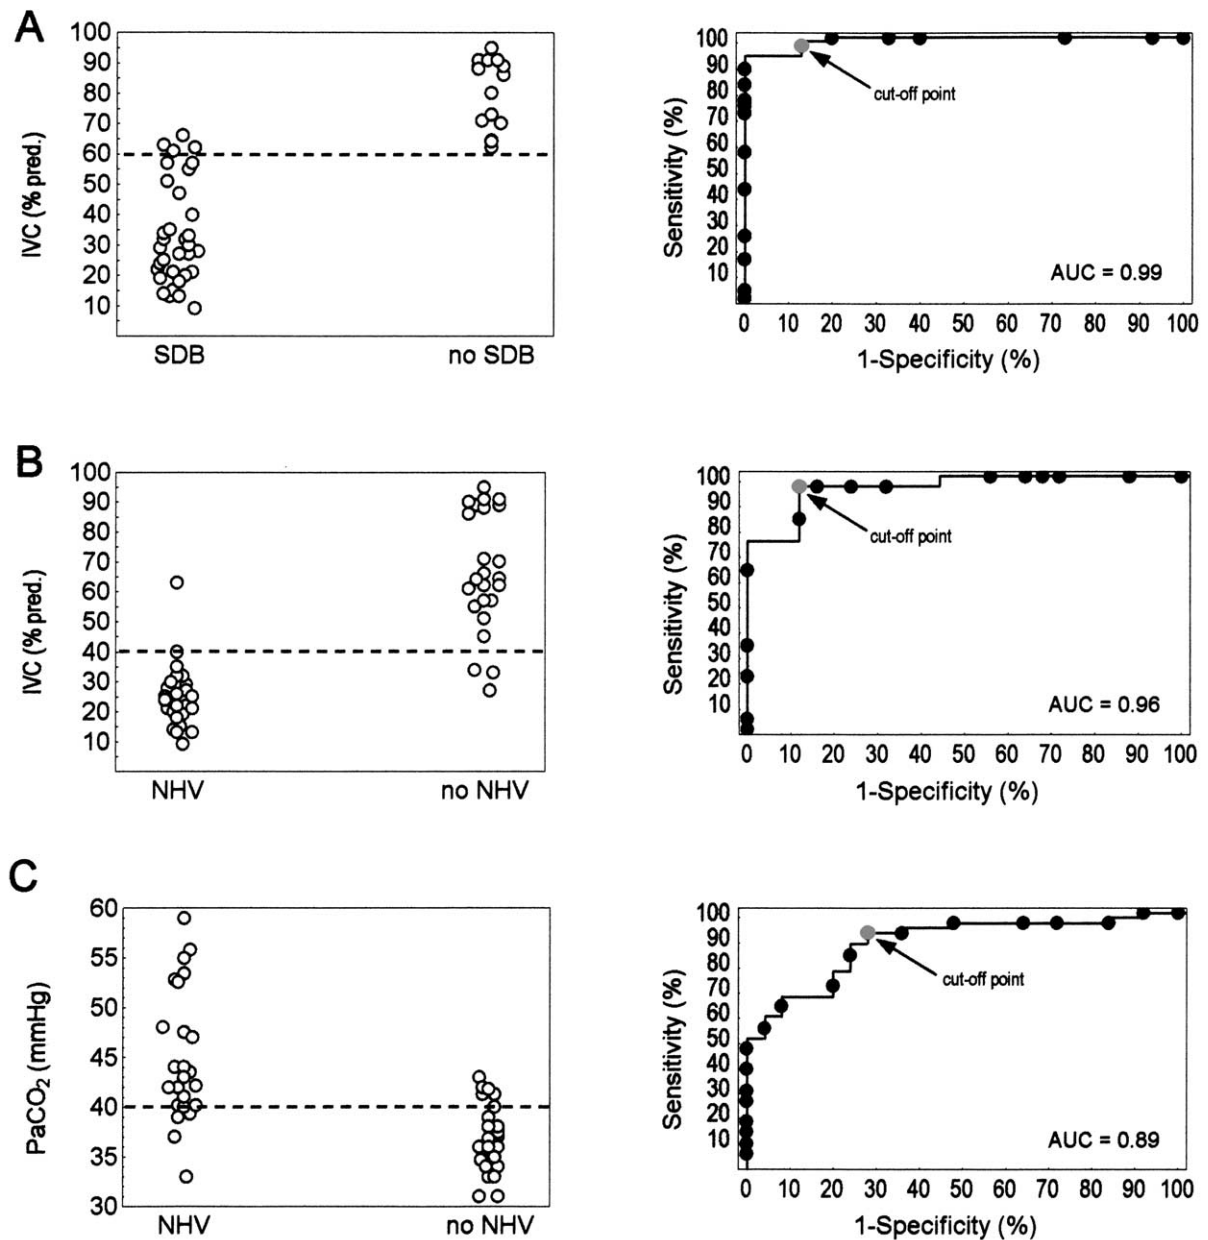 A
100
90
80
70
60
50
40
30
20
10
IVC (% pred.)
SDB
no SDB
100
90
80
70
60
50
40
30
20
10
Sensitivity (%)
cut-off point
AUC = 0.99
0 10 20 30 40 50 60 70 80 90 100
1-Specificity (%)
B
100
90
80
70
60
50
40
30
20
10
IVC (% pred.)
NHV
no NHV
100
90
80
70
60
50
40
30
20
10
Sensitivity (%)
cut-off point
AUC = 0.96
0 10 20 30 40 50 60 70 80 90 100
1-Specificity (%)
C
60
55
50
45
40
35
30
PaCO₂ (mmHg)
NHV
no NHV
100
90
80
70
60
50
40
30
20
10
Sensitivity (%)
cut-off point
AUC = 0.89
0 10 20 30 40 50 60 70 80 90 100
1-Specificity (%)